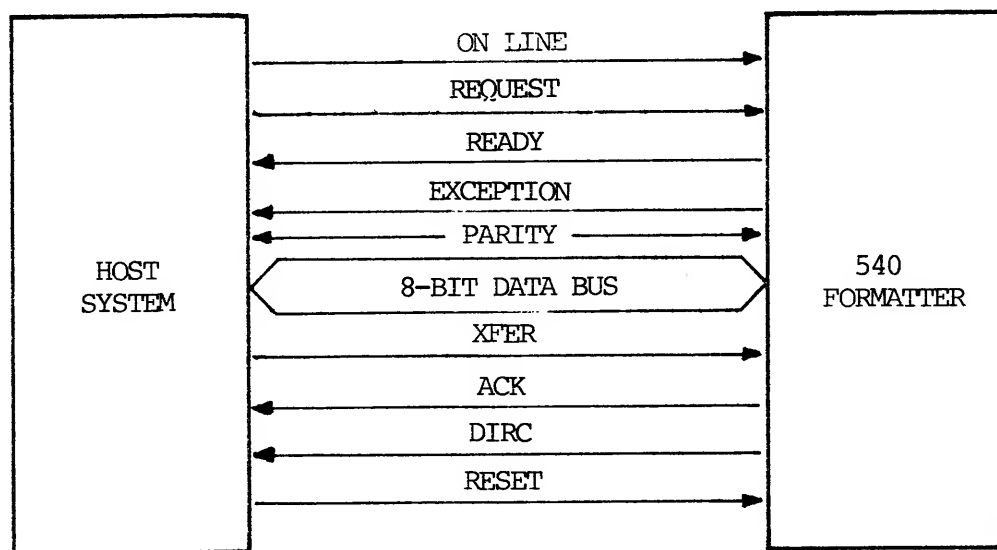 ON LINE
REQUEST
READY
EXCEPTION
PARITY
HOST
SYSTEM
8-BIT DATA BUS
540
FORMATTER
XFER
ACK
DIRC
RESET